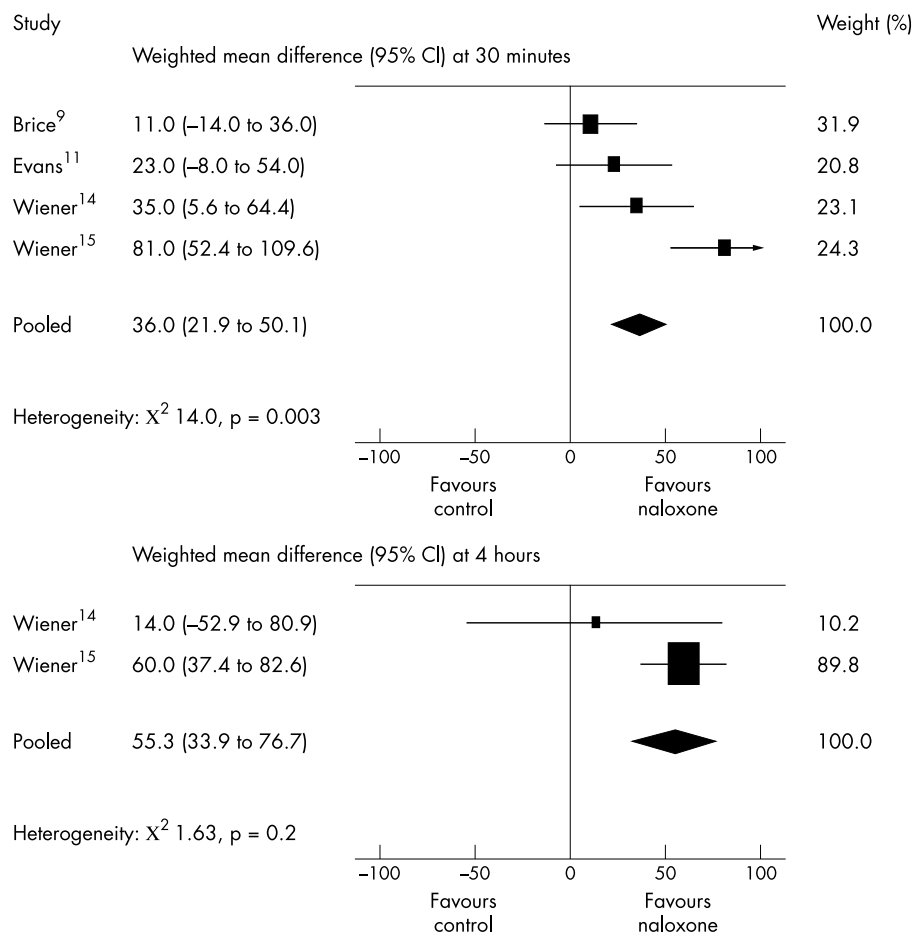 Study Weight (%)
Weighted mean difference (95% CI) at 30 minutes
Brice9 11.0 (–14.0 to 36.0) 31.9
Evans11 23.0 (–8.0 to 54.0) 20.8
Wiener14 35.0 (5.6 to 64.4) 23.1
Wiener15 81.0 (52.4 to 109.6) 24.3
Pooled 36.0 (21.9 to 50.1) 100.0
Heterogeneity: X2 14.0, p = 0.003
–100 –50 0 50 100
Favours control Favours naloxone
Weighted mean difference (95% CI) at 4 hours
Wiener14 14.0 (–52.9 to 80.9) 10.2
Wiener15 60.0 (37.4 to 82.6) 89.8
Pooled 55.3 (33.9 to 76.7) 100.0
Heterogeneity: X2 1.63, p = 0.2
–100 –50 0 50 100
Favours control Favours naloxone